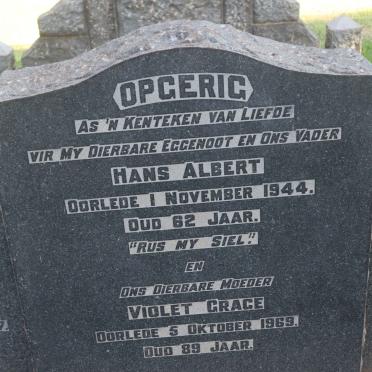 OPGERIG
AS 'N KENTEKEN VAN LIEFDE
VIR MY DIERBARE EGGENOOT EN ONS VADER
HANS ALBERT
OORLEDE 1 NOVEMBER 1944.
OUD 62 JAAR.
"RUS MY SIEL."
EN
ONS DIERBARE MOEDER
VIOLET GRACE
OORLEDE 5 OKTOBER 1969.
OUD 89 JAAR.